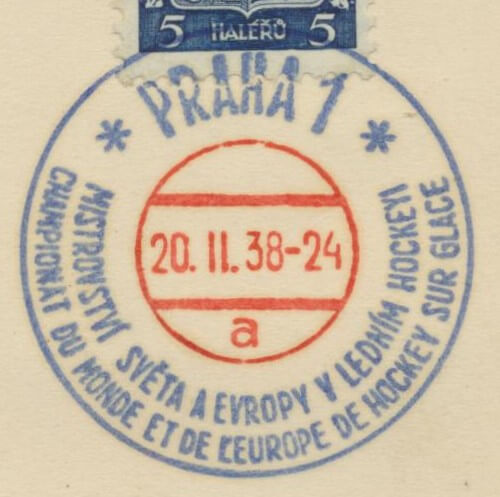 5 HALÉŘŮ 5
PRAHA 1
* *
MISTROVSTVÍ SVĚTA A EVROPY V LEDNÍM HOCKEYI
CHAMPIONAT DU MONDE ET DE L'EUROPE DE HOCKEY SUR GLACE
20. II. 38-24
a